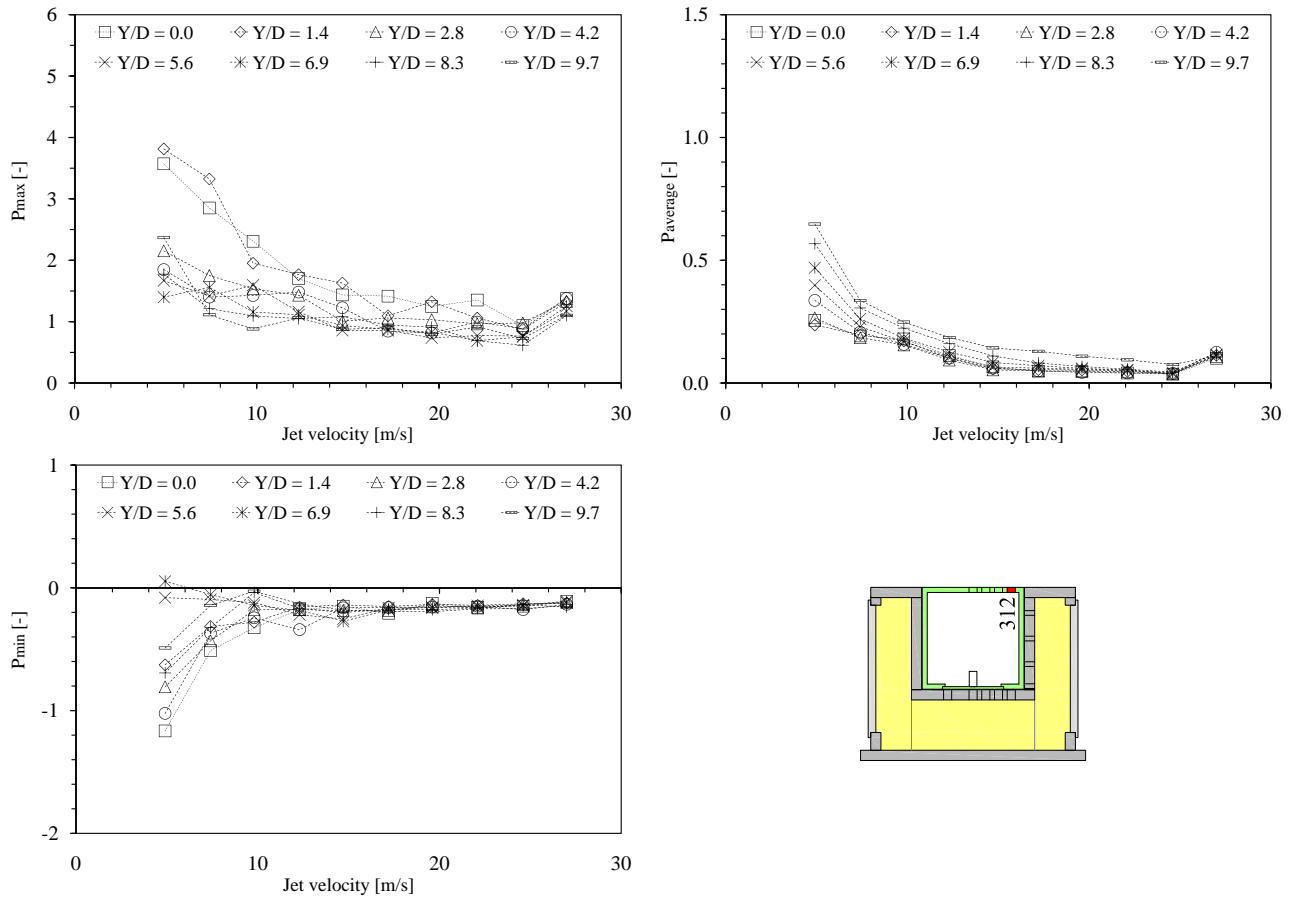 6
5
4
3
2
1
0
Pmax [-]
Y/D = 0.0 Y/D = 1.4 Y/D = 2.8 Y/D = 4.2
Y/D = 5.6 Y/D = 6.9 Y/D = 8.3 Y/D = 9.7
0 10 20 30
Jet velocity [m/s]
1.5
1.0
0.5
0.0
Paverage [-]
Y/D = 0.0 Y/D = 1.4 Y/D = 2.8 Y/D = 4.2
Y/D = 5.6 Y/D = 6.9 Y/D = 8.3 Y/D = 9.7
0 10 20 30
Jet velocity [m/s]
1
0
-1
-2
Pmin [-]
Y/D = 0.0 Y/D = 1.4 Y/D = 2.8 Y/D = 4.2
Y/D = 5.6 Y/D = 6.9 Y/D = 8.3 Y/D = 9.7
0 10 20 30
Jet velocity [m/s]
312